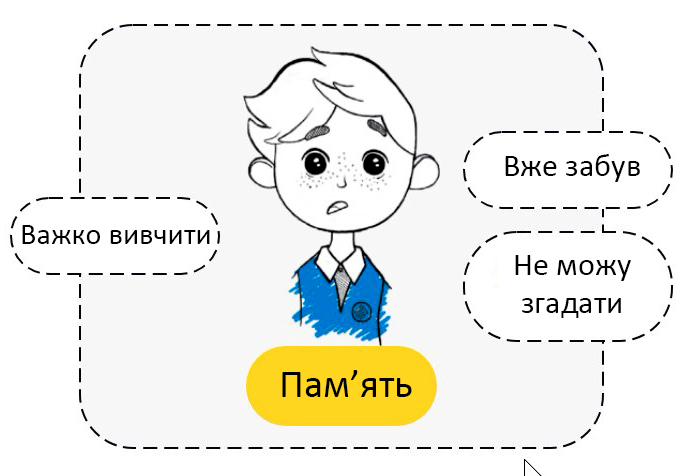 Вже забув
Важко вивчити
Не можу
згадати
Пам’ять